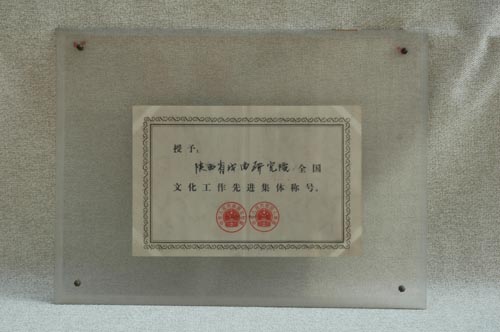 授予：
陕西省戏曲研究院 全国
文化工作先进集体称号。